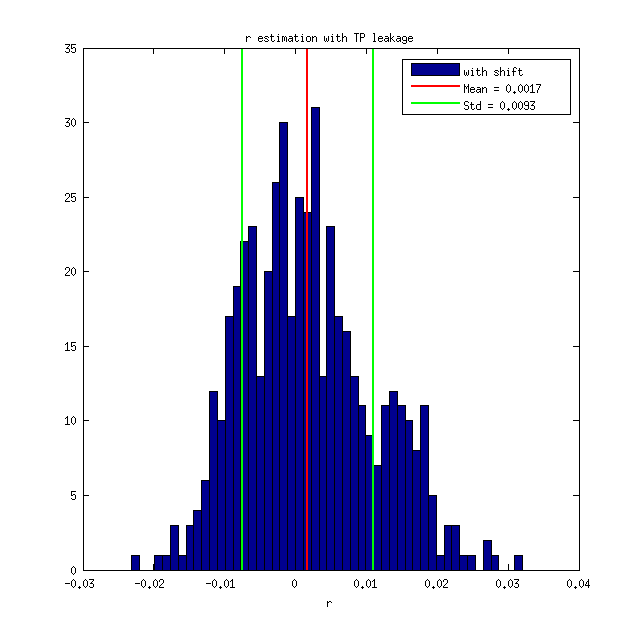 r estimation with TP leakage
with shift
Mean = 0.0017
Std = 0.0093
35
30
25
20
15
10
5
0
-0.03 -0.02 -0.01 0 0.01 0.02 0.03 0.04
r